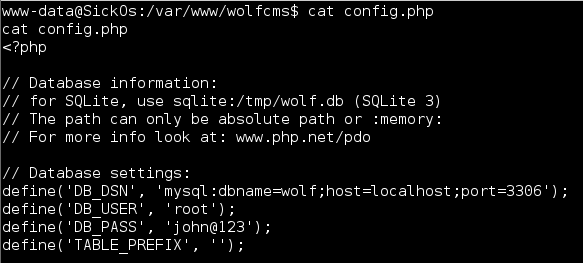 www-data@SickOs:/var/www/wolfcms$ cat config.php
cat config.php
<?php
// Database information:
// for SQLite, use sqlite:/tmp/wolf.db (SQLite 3)
// The path can only be absolute path or :memory:
// For more info look at: www.php.net/pdo
// Database settings:
define('DB_DSN', 'mysql:dbname=wolf;host=localhost;port=3306');
define('DB_USER', 'root');
define('DB_PASS', 'john@123');
define('TABLE_PREFIX', '');